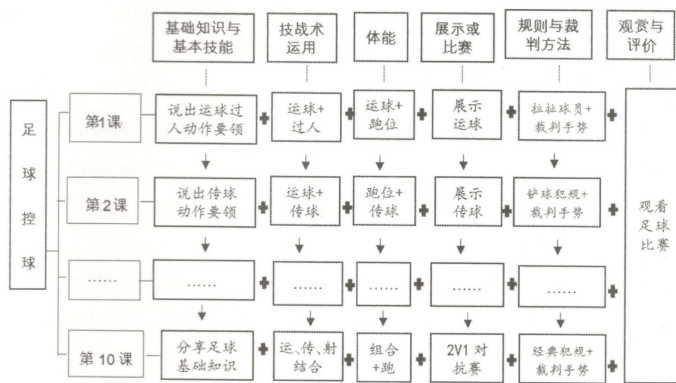 基础知识与
基本技能
技战术
运用
体能
展示或
比赛
规则与裁
判方法
观赏与
评价
足
球
控
球
第1课
说出运球过
人动作要领
+
运球+
过人
+
运球+
跑位
+
展示
运球
+
拉扯球员+
裁判手势
+
第2课
说出传球
动作要领
+
运球+
传球
+
跑位+
传球
+
展示
传球
+
铲球犯规+
裁判手势
+
观看
足球
比赛
……
……
+
……
+
……
+
……
+
……
+
第10课
分享足球
基础知识
+
运、传、射
结合
+
组合
+跑
+
2V1对
抗赛
+
经典犯规+
裁判手势
+